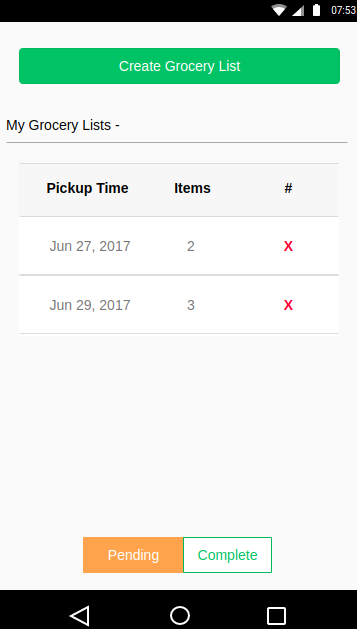 07:53
Create Grocery List
My Grocery Lists -
Pickup Time Items #
Jun 27, 2017 2 X
Jun 29, 2017 3 X
Pending Complete